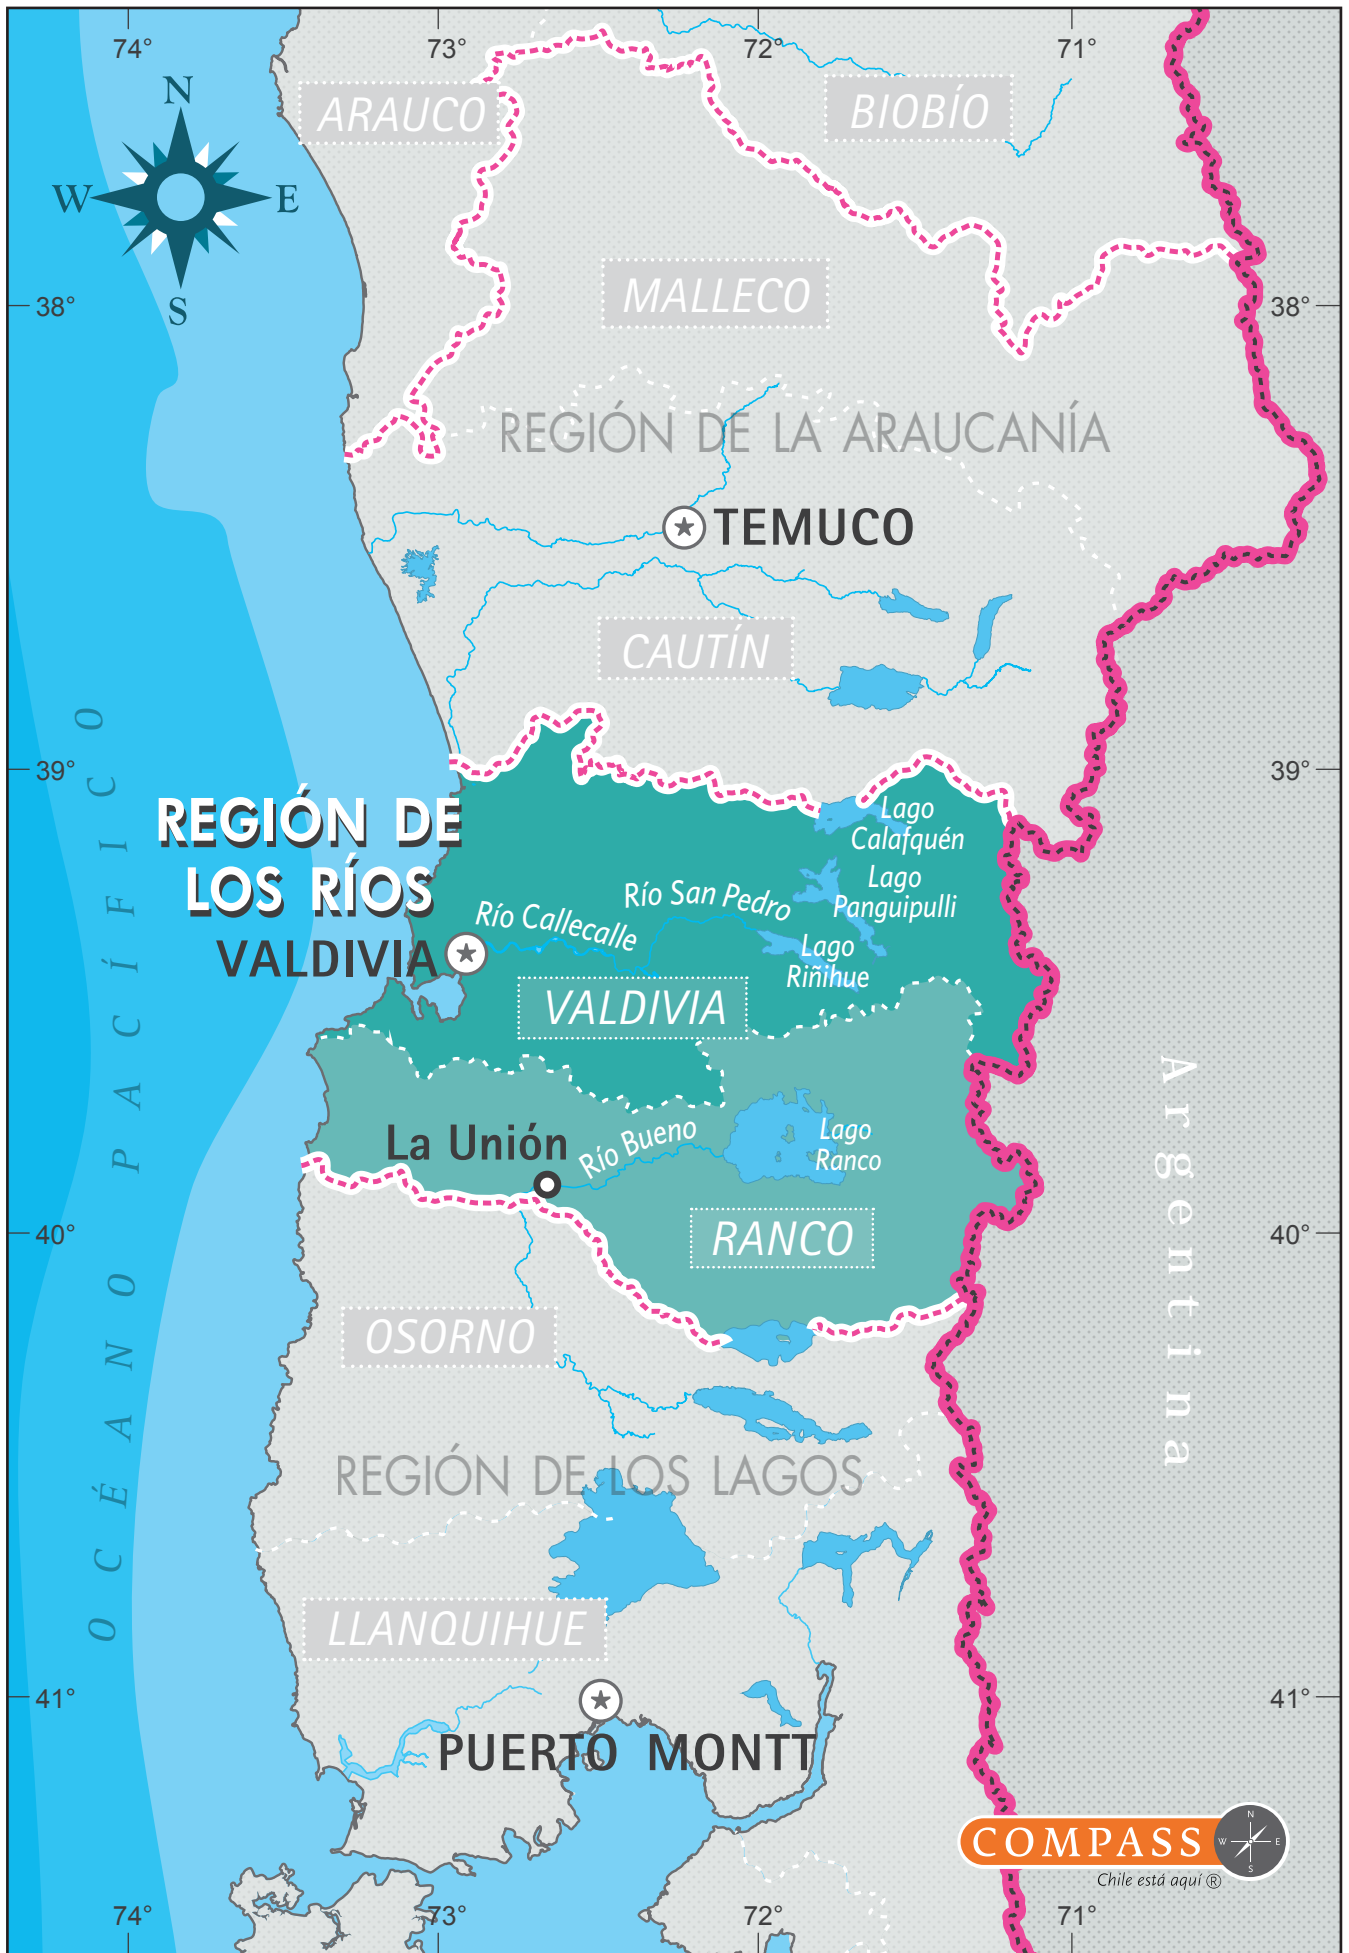 74°
73°
72°
71°
N
W
E
S
ARAUCO
BIOBÍO
MALLECO
38°
38°
REGIÓN DE LA ARAUCANÍA
TEMUCO
CAUTÍN
39°
39°
REGIÓN DE
LOS RÍOS
VALDIVIA
Lago
Calafquén
Lago
Panguipulli
Río San Pedro
Río Callecalle
Lago
Riñihue
VALDIVIA
OCÉANO PACÍFICO
Argentina
La Unión
Río Bueno
Lago
Ranco
RANCO
40°
40°
OSORNO
REGIÓN DE LOS LAGOS
LLANQUIHUE
41°
41°
PUERTO MONTT
COMPASS
N
W
E
S
Chile está aquí ®
74°
73°
72°
71°